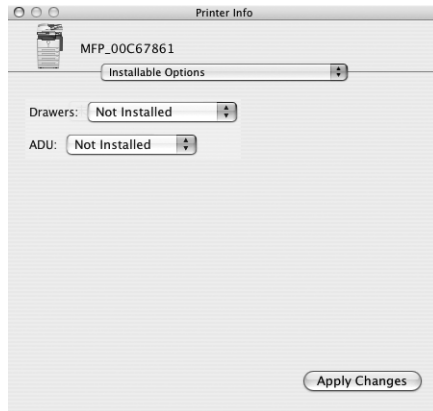 Printer Info
MFP_00C67861
Installable Options
Drawers: Not Installed
ADU: Not Installed
Apply Changes